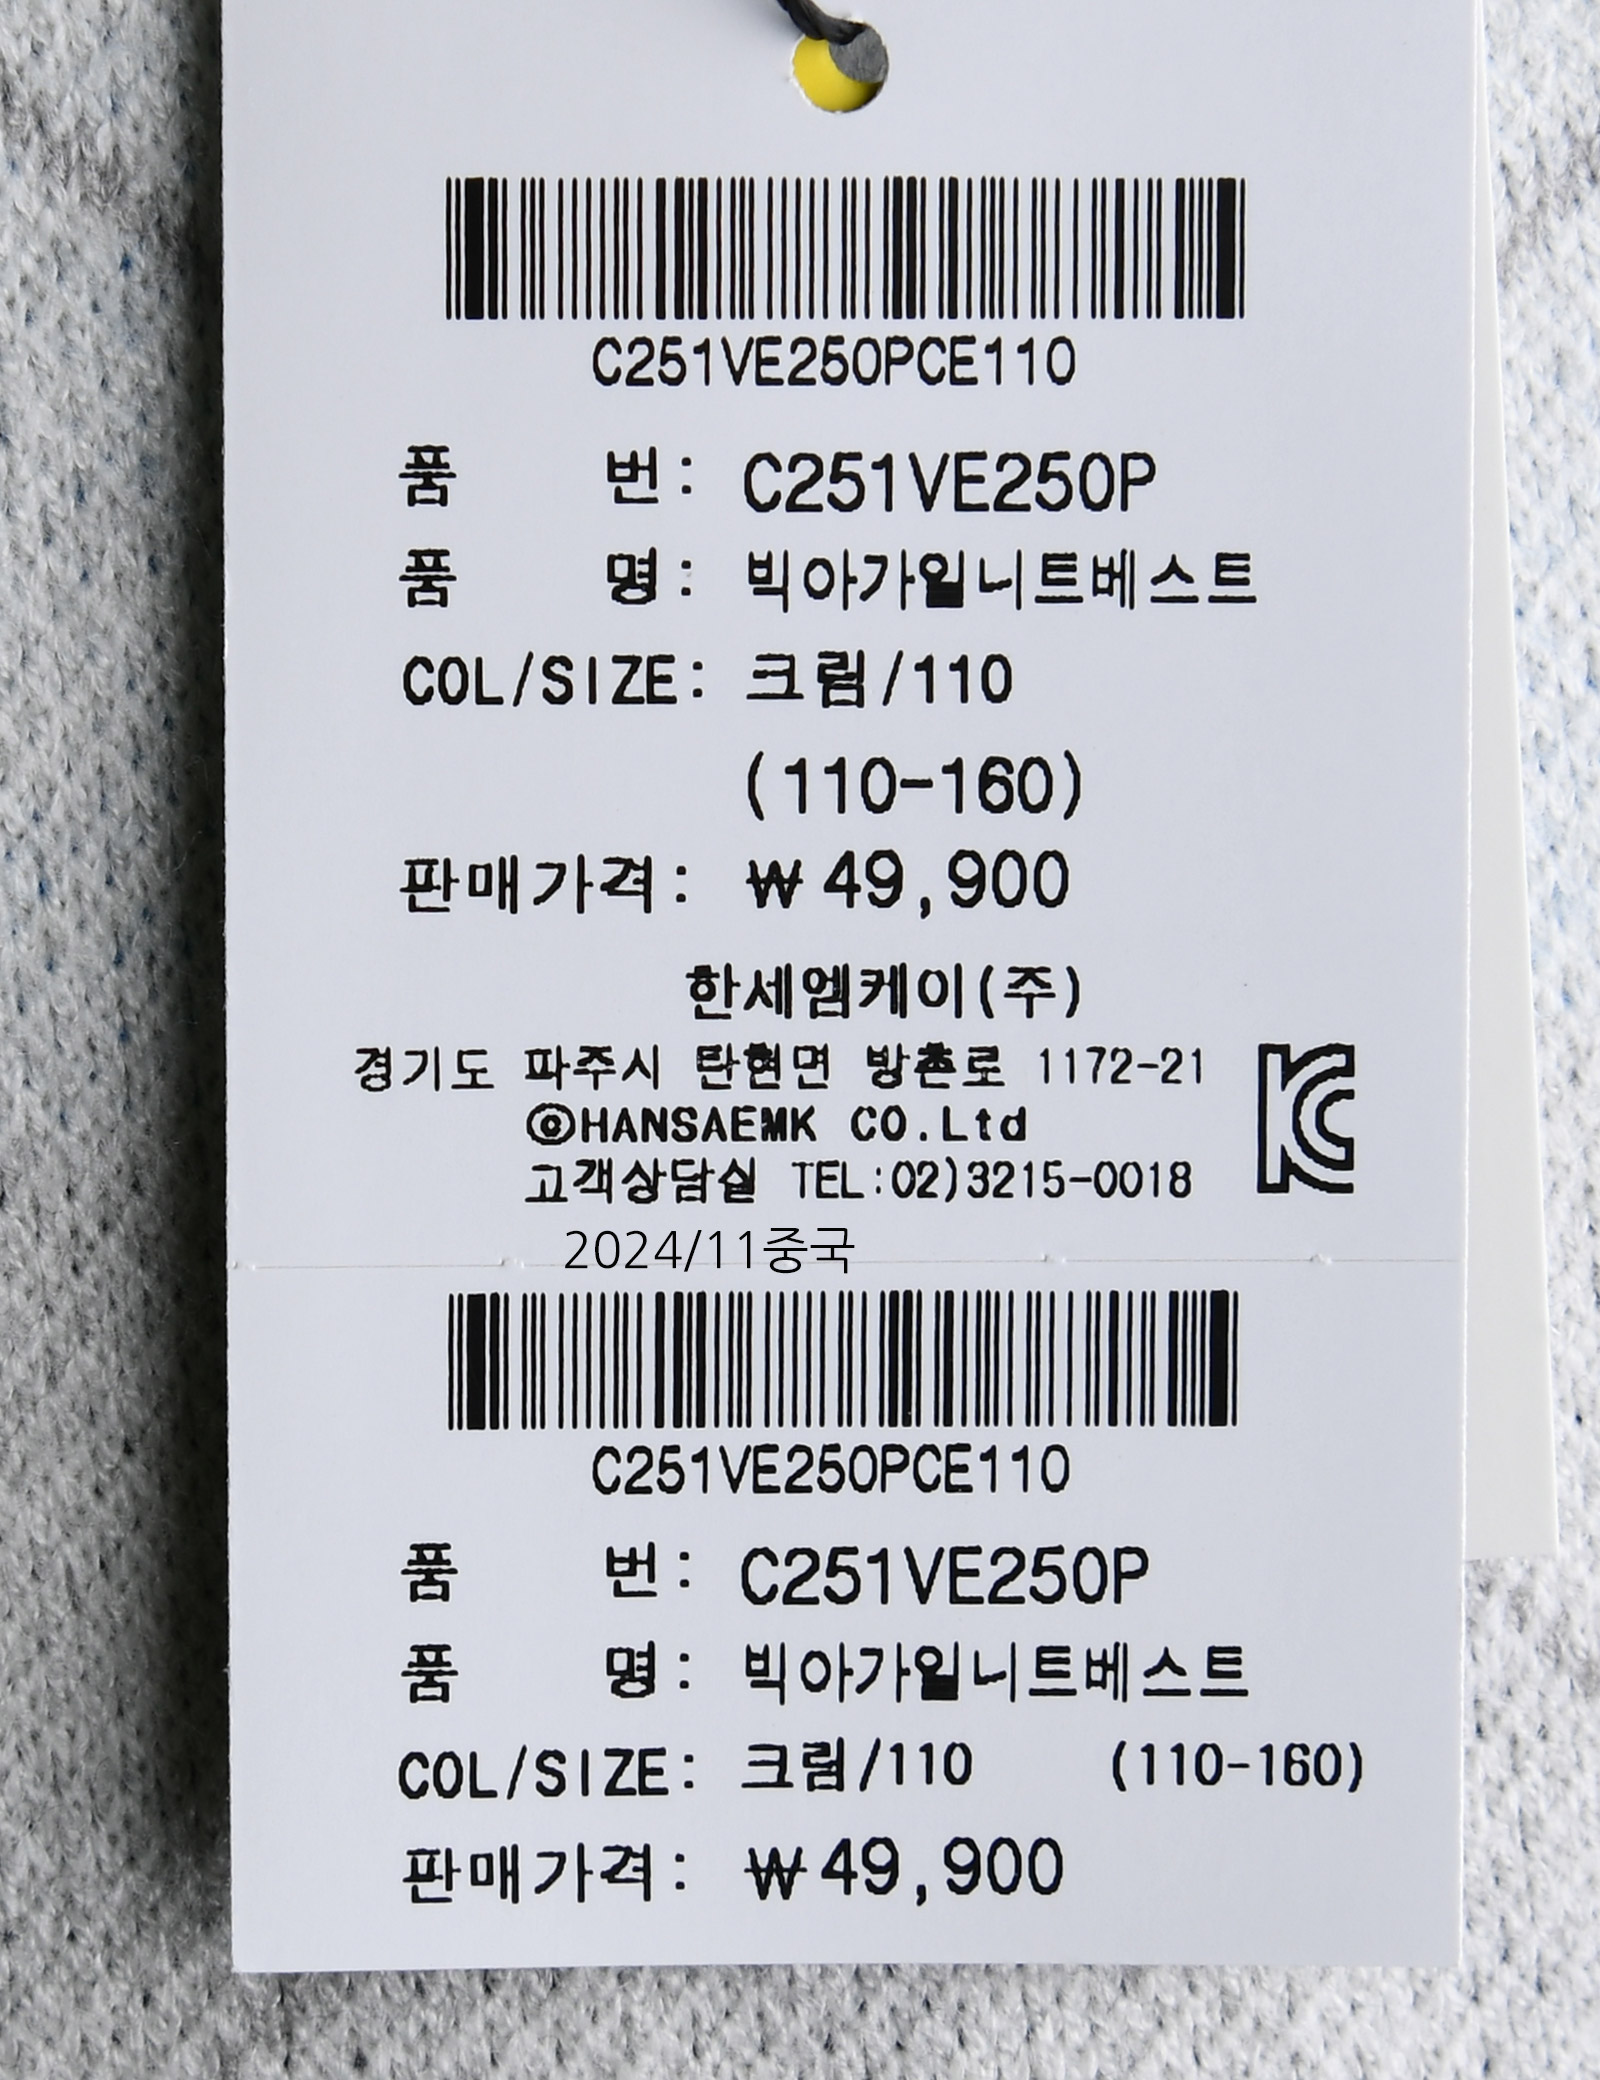 C251VE250PCE110
품 번: C251VE250P
품 명: 빅아가일니트베스트
COL/SIZE: 크림/110
(110-160)
판매가격: ₩49,900
한세엠케이(주)
경기도 파주시 탄현면 방촌로 1172-21
ⓒHANSAEMK CO.Ltd
고객상담실 TEL:02)3215-0018
2024/11중국
C251VE250PCE110
품 번: C251VE250P
품 명: 빅아가일니트베스트
COL/SIZE: 크림/110 (110-160)
판매가격: ₩49,900